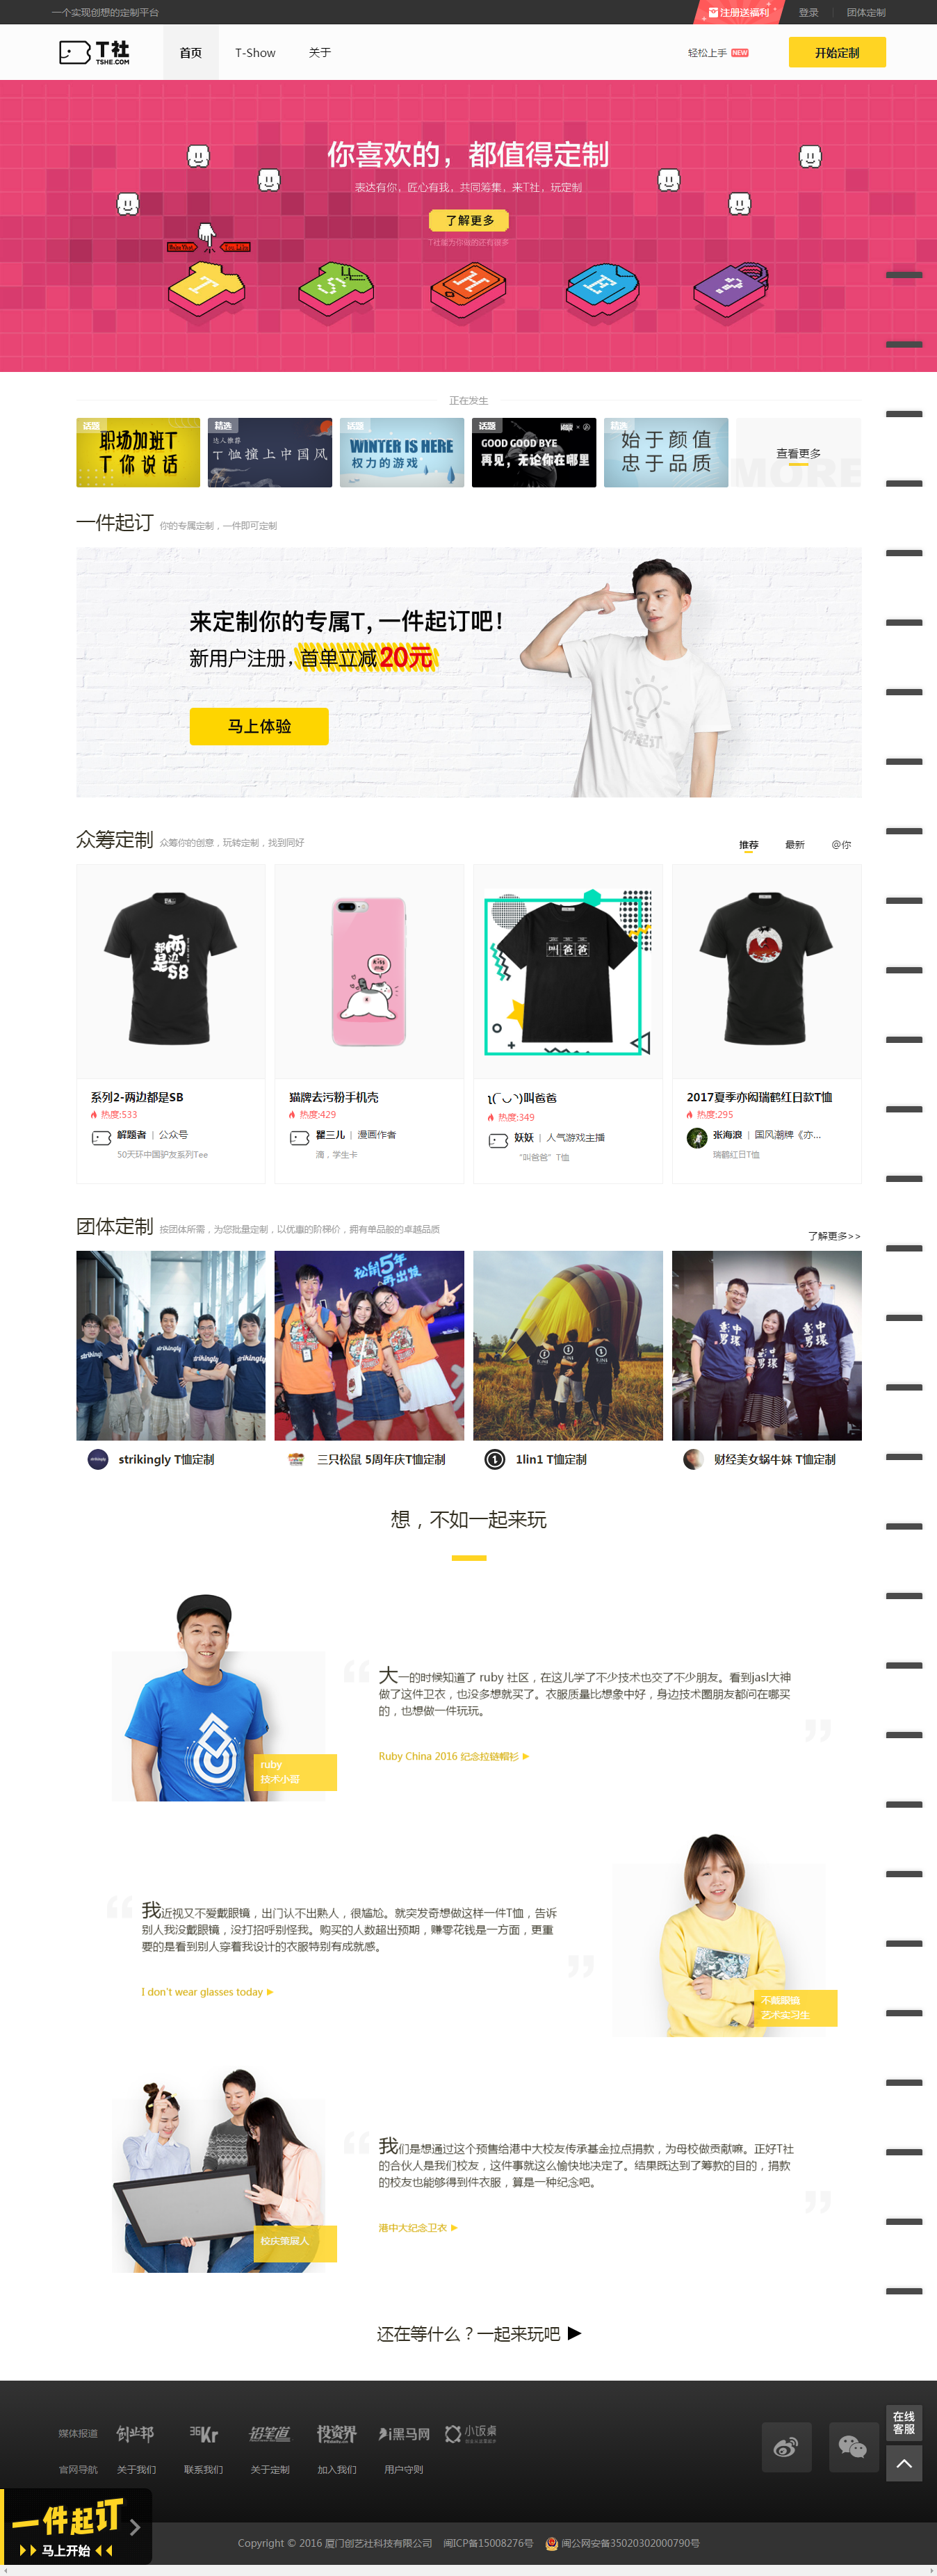 一个实现创想的定制平台
注册送福利
登录
团体定制
T社
TSHE.COM
首页
T-Show
关于
轻松上手 NEW
开始定制
你喜欢的，都值得定制
表达有你，匠心有我，共同筹集，来T社，玩定制
了解更多
T社能为你做的还有很多
正在发生
话题
职场加班T
T你说话
精选
达人推荐
T恤撞上中国风
话题
WINTER IS HERE
权力的游戏
话题
GOOD GOOD BYE
再见，无论你在哪里
精选
始于颜值
忠于品质
MORE
查看更多
一件起订 你的专属定制，一件即可定制
来定制你的专属T，一件起订吧！
新用户注册，首单立减20元
马上体验
一件起订
众筹定制 众筹你的创意，玩转定制，找到同好
推荐
最新
@你
两边都是SB
kiss me
叫爸爸
系列2-两边都是SB
热度:533
解题者 | 公众号
50天环中国驴友系列Tee
猫牌去污粉手机壳
热度:429
瞿三儿 | 漫画作者
滴，学生卡
ʅ(‾◡◝)叫爸爸
热度:349
妖妖 | 人气游戏主播
“叫爸爸”T恤
2017夏季亦闳瑞鹤红日款T恤
热度:295
张海浪 | 国风潮牌《亦...
瑞鹤红日T恤
团体定制 按团体所需，为您批量定制，以优惠的阶梯价，拥有单品般的卓越品质
了解更多>>
strikingly
strikingly
strikingly
松鼠5年
再出发
strikingly T恤定制
三只松鼠 5周年庆T恤定制
1lin1 T恤定制
财经美女蜗牛妹 T恤定制
想，不如一起来玩
大一的时候知道了 ruby 社区，在这儿学了不少技术也交了不少朋友。看到jasl大神
做了这件卫衣，也没多想就买了。衣服质量比想象中好，身边技术圈朋友都问在哪买
的，也想做一件玩玩。
Ruby China 2016 纪念拉链帽衫
ruby
技术小哥
我近视又不爱戴眼镜，出门认不出熟人，很尴尬。就突发奇想做这样一件T恤，告诉
别人我没戴眼镜，没打招呼别怪我。购买的人数超出预期，赚零花钱是一方面，更重
要的是看到别人穿着我设计的衣服特别有成就感。
I don't wear glasses today
不戴眼镜
艺术实习生
我们是想通过这个预售给港中大校友传承基金拉点捐款，为母校做贡献嘛。正好T社
的合伙人是我们校友，这件事就这么愉快地决定了。结果既达到了筹款的目的，捐款
的校友也能够得到件衣服，算是一种纪念吧。
港中大纪念卫衣
校庆策展人
还在等什么？一起来玩吧
媒体报道
创业邦
36Kr
铅笔道
投资界
i黑马网
小饭桌
官网导航
关于我们
联系我们
关于定制
加入我们
用户守则
在线
客服
一件起订
马上开始
Copyright © 2016 厦门创艺社科技有限公司 闽ICP备15008276号 闽公网安备35020302000790号